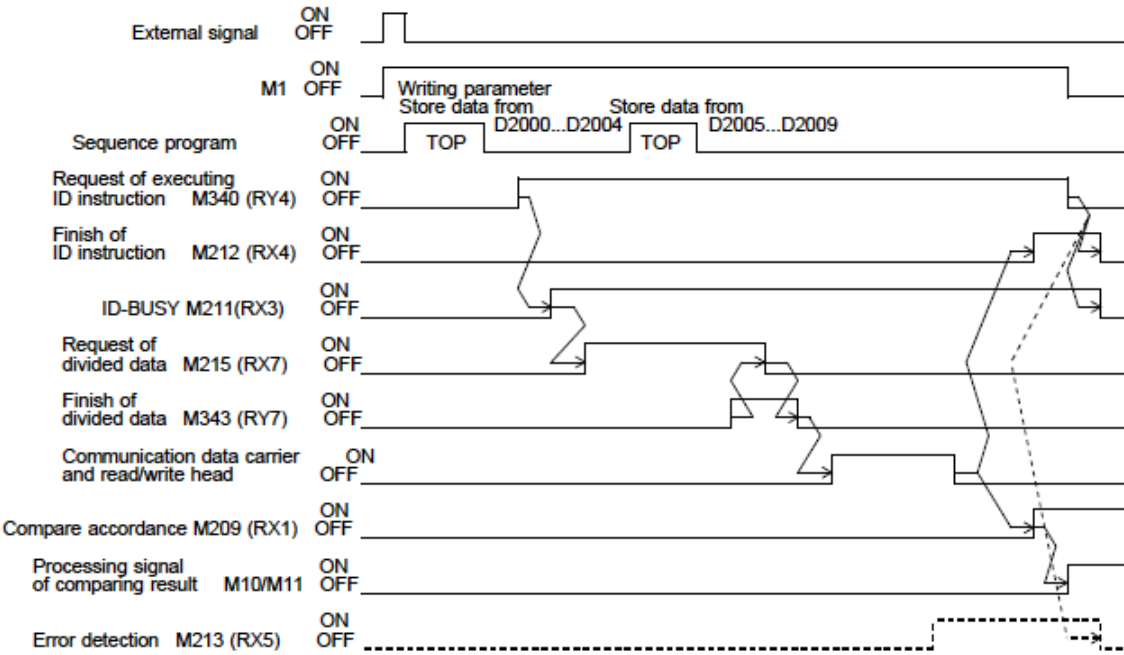 ON
External signal OFF
ON
M1 OFF Writing parameter
Store data from Store data from
ON D2000...D2004 D2005...D2009
Sequence program OFF TOP TOP
Request of executing ON
ID instruction M340 (RY4) OFF
Finish of ON
ID instruction M212 (RX4) OFF
ON
ID-BUSY M211(RX3) OFF
Request of ON
divided data M215 (RX7) OFF
Finish of ON
divided data M343 (RY7) OFF
Communication data carrier ON
and read/write head OFF
ON
Compare accordance M209 (RX1) OFF
Processing signal ON
of comparing result M10/M11 OFF
ON
Error detection M213 (RX5) OFF